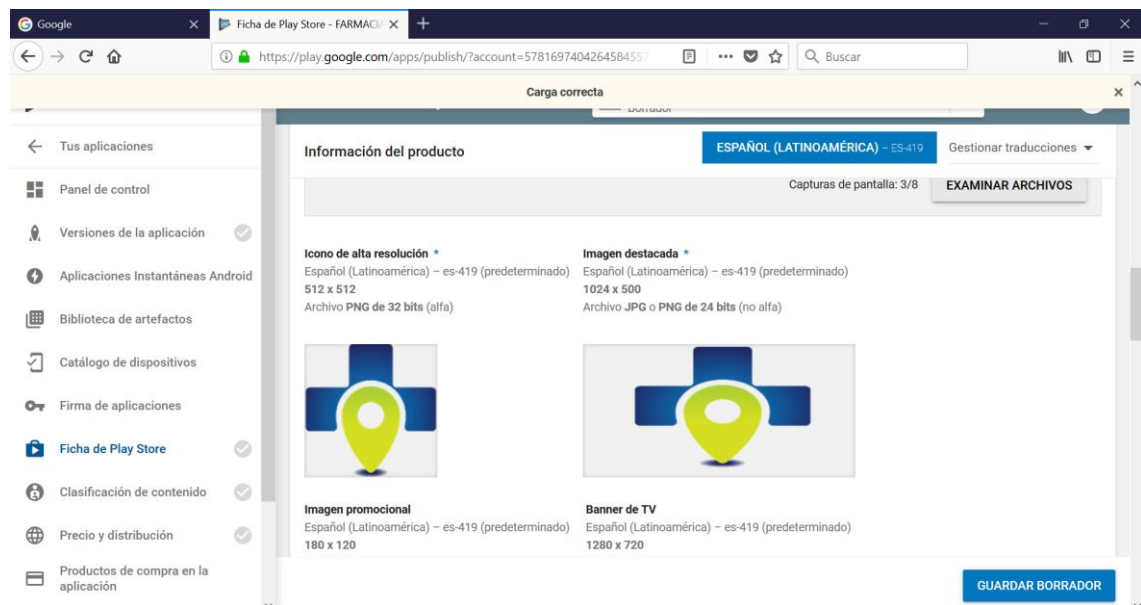 Google
Ficha de Play Store - FARMACIA
https://play.google.com/apps/publish/?account=5781697404264584557
Buscar
Carga correcta
Borrador
Tus aplicaciones
Panel de control
Versiones de la aplicación
Aplicaciones Instantáneas Android
Biblioteca de artefactos
Catálogo de dispositivos
Firma de aplicaciones
Ficha de Play Store
Clasificación de contenido
Precio y distribución
Productos de compra en la
aplicación
Información del producto
ESPAÑOL (LATINOAMÉRICA) – ES-419
Gestionar traducciones
Capturas de pantalla: 3/8
EXAMINAR ARCHIVOS
Icono de alta resolución *
Español (Latinoamérica) – es-419 (predeterminado)
512 x 512
Archivo PNG de 32 bits (alfa)
Imagen destacada *
Español (Latinoamérica) – es-419 (predeterminado)
1024 x 500
Archivo JPG o PNG de 24 bits (no alfa)
Imagen promocional
Español (Latinoamérica) – es-419 (predeterminado)
180 x 120
Banner de TV
Español (Latinoamérica) – es-419 (predeterminado)
1280 x 720
GUARDAR BORRADOR